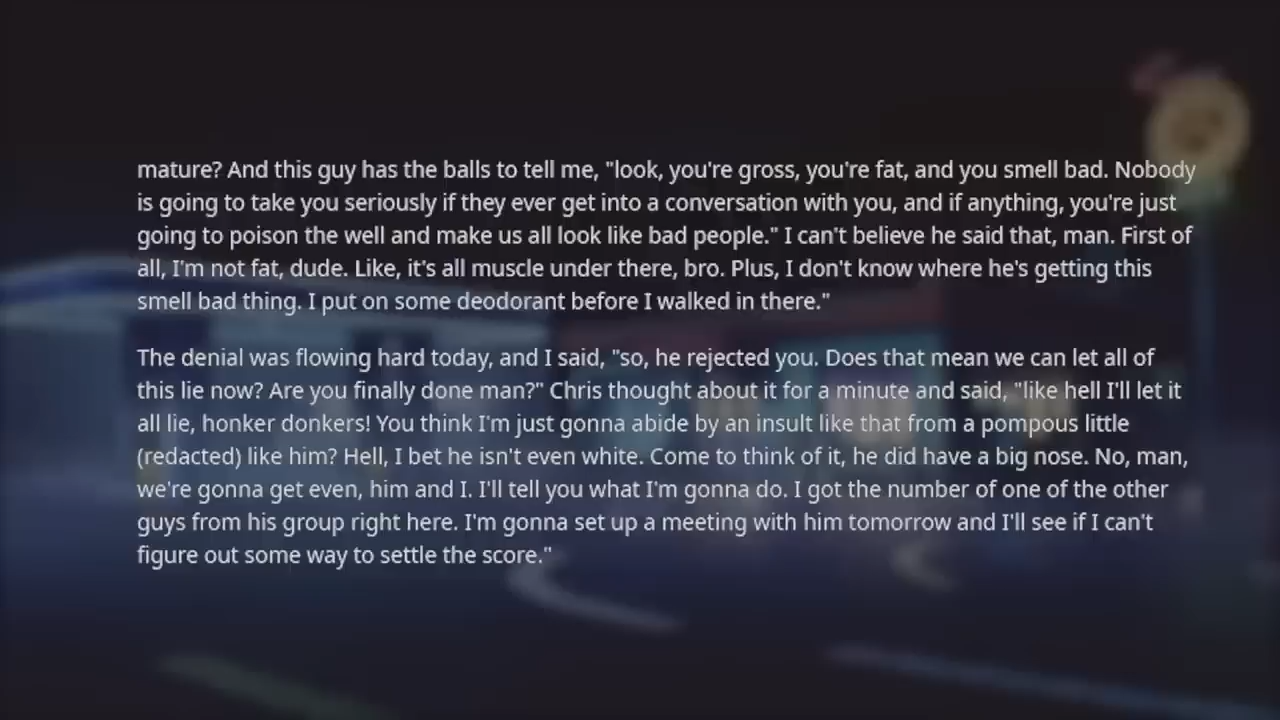 mature? And this guy has the balls to tell me, "look, you're gross, you're fat, and you smell bad. Nobody
is going to take you seriously if they ever get into a conversation with you, and if anything, you're just
going to poison the well and make us all look like bad people." I can't believe he said that, man. First of
all, I'm not fat, dude. Like, it's all muscle under there, bro. Plus, I don't know where he's getting this
smell bad thing. I put on some deodorant before I walked in there."
The denial was flowing hard today, and I said, "so, he rejected you. Does that mean we can let all of
this lie now? Are you finally done man?" Chris thought about it for a minute and said, "like hell I'll let it
all lie, honker donkers! You think I'm just gonna abide by an insult like that from a pompous little
(redacted) like him? Hell, I bet he isn't even white. Come to think of it, he did have a big nose. No, man,
we're gonna get even, him and I. I'll tell you what I'm gonna do. I got the number of one of the other
guys from his group right here. I'm gonna set up a meeting with him tomorrow and I'll see if I can't
figure out some way to settle the score."